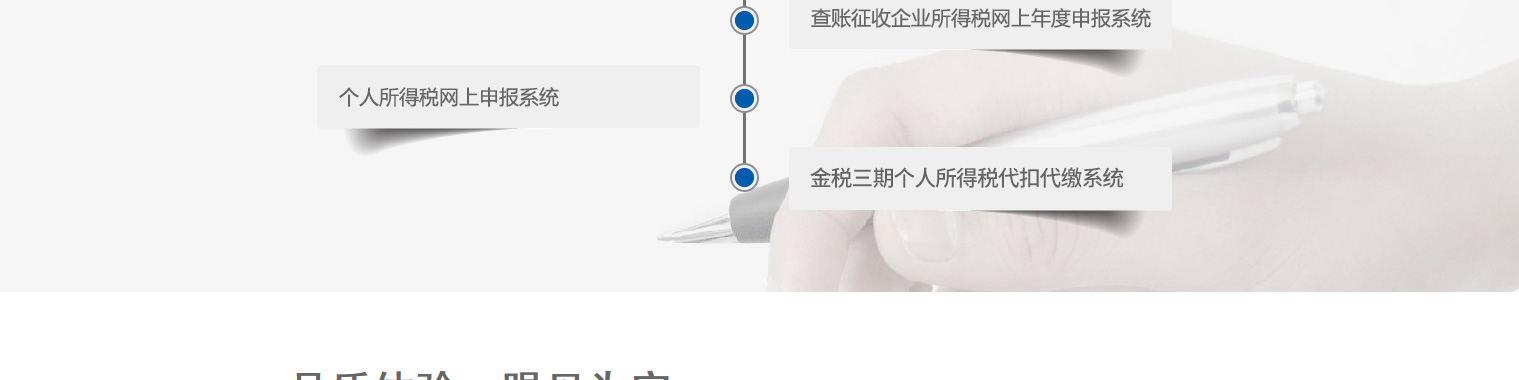 查账征收企业所得税网上年度申报系统
个人所得税网上申报系统
金税三期个人所得税代扣代缴系统